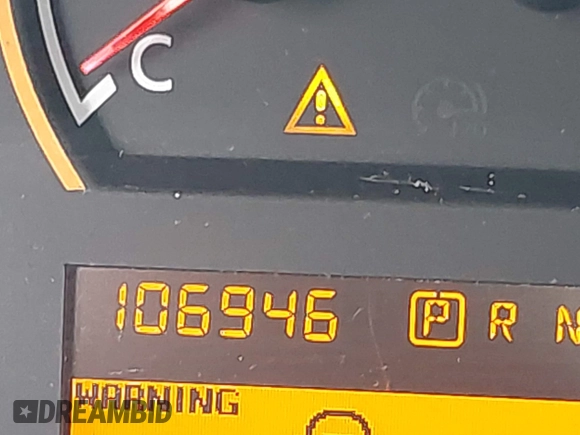 C
106946 P R N
WARNING
DREAMBID